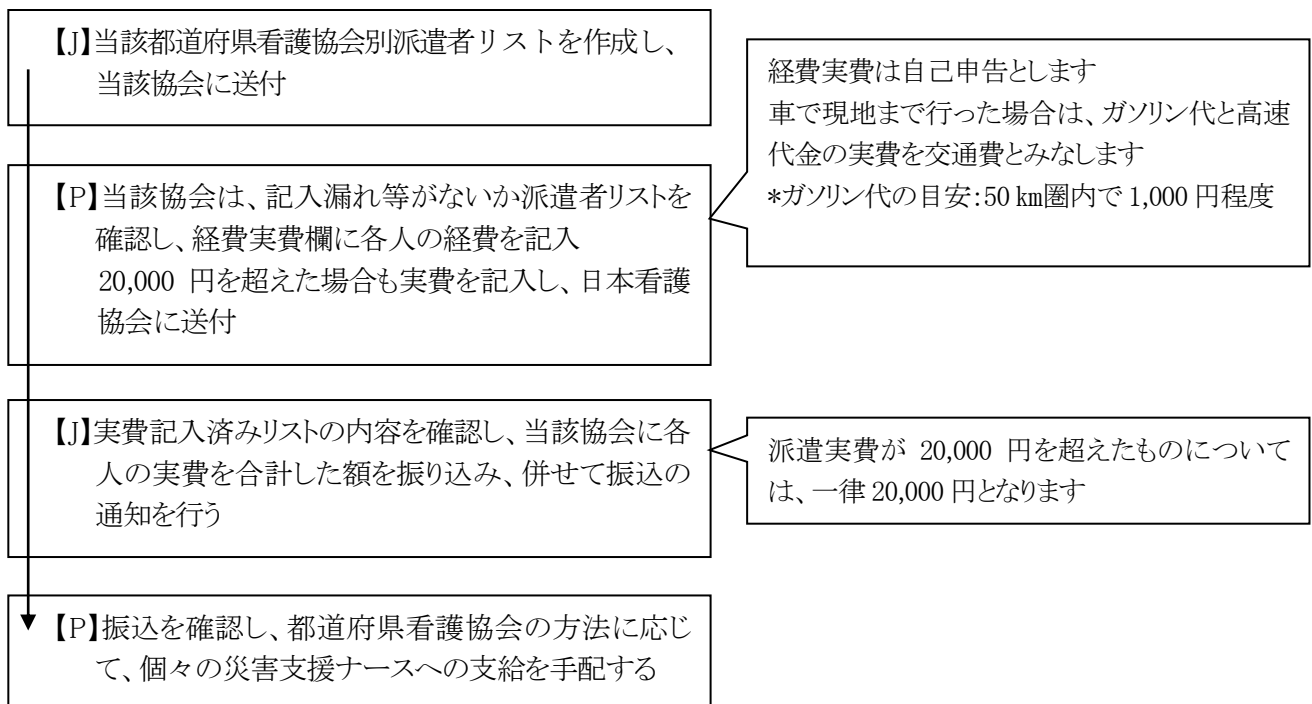 【J】当該都道府県看護協会別派遣者リストを作成し、
当該協会に送付
経費実費は自己申告とします
車で現地まで行った場合は、ガソリン代と高速
代金の実費を交通費とみなします
*ガソリン代の目安:50 ㎞圏内で 1,000 円程度
【P】当該協会は、記入漏れ等がないか派遣者リストを
確認し、経費実費欄に各人の経費を記入
20,000 円を超えた場合も実費を記入し、日本看護
協会に送付
【J】実費記入済みリストの内容を確認し、当該協会に各
人の実費を合計した額を振り込み、併せて振込の
通知を行う
派遣実費が 20,000 円を超えたものについて
は、一律 20,000 円となります
【P】振込を確認し、都道府県看護協会の方法に応じ
て、個々の災害支援ナースへの支給を手配する